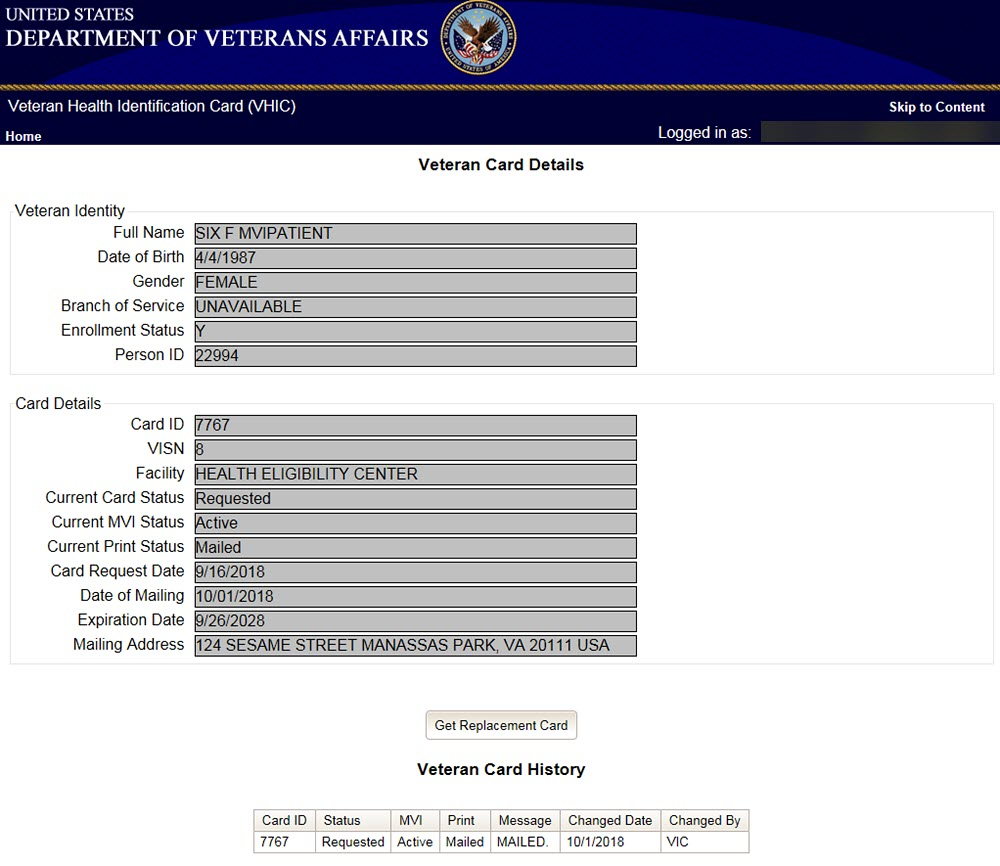 UNITED STATES
DEPARTMENT OF VETERANS AFFAIRS
DEPARTMENT OF VETERANS AFFAIRS
UNITED STATES OF AMERICA
Veteran Health Identification Card (VHIC)
Skip to Content
Home
Logged in as:
Veteran Card Details
Veteran Identity
Full Name SIX F MVIPATIENT
Date of Birth 4/4/1987
Gender FEMALE
Branch of Service UNAVAILABLE
Enrollment Status Y
Person ID 22994
Card Details
Card ID 7767
VISN 8
Facility HEALTH ELIGIBILITY CENTER
Current Card Status Requested
Current MVI Status Active
Current Print Status Mailed
Card Request Date 9/16/2018
Date of Mailing 10/01/2018
Expiration Date 9/26/2028
Mailing Address 124 SESAME STREET MANASSAS PARK, VA 20111 USA
Get Replacement Card
Veteran Card History
Card ID Status MVI Print Message Changed Date Changed By
7767 Requested Active Mailed MAILED. 10/1/2018 VIC